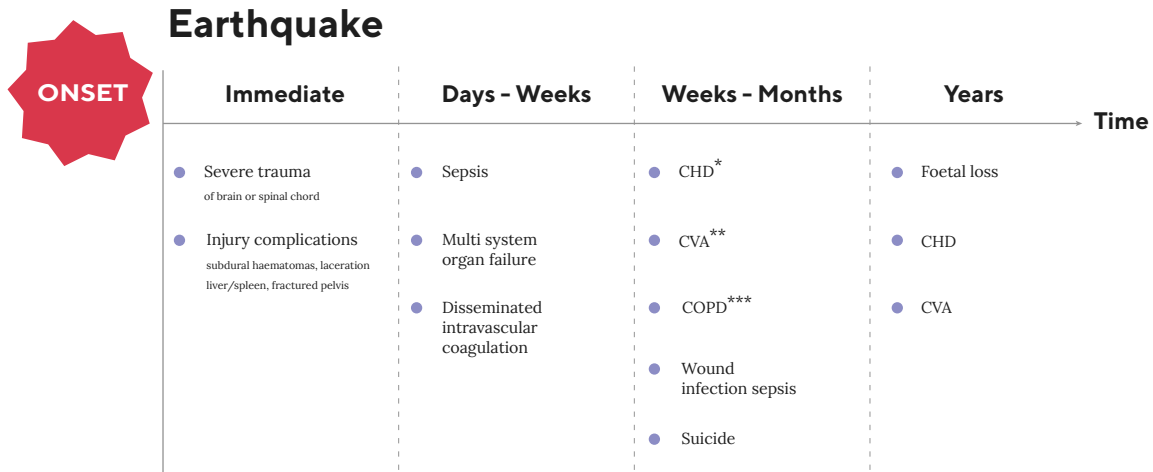 Earthquake
ONSET
Immediate
Days - Weeks
Weeks - Months
Years
Time
Severe trauma
of brain or spinal chord
Injury complications
subdural haematomas, laceration
liver/spleen, fractured pelvis
Sepsis
Multi system
organ failure
Disseminated
intravascular
coagulation
CHD*
CVA**
COPD***
Wound
infection sepsis
Suicide
Foetal loss
CHD
CVA